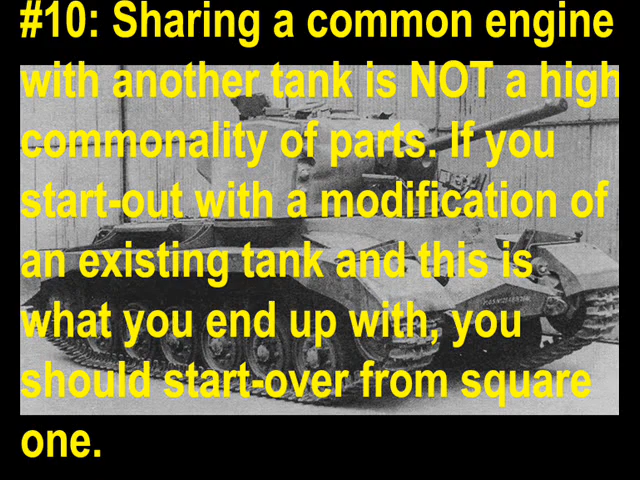 #10: Sharing a common engine
with another tank is NOT a high
commonality of parts. If you
start-out with a modification of
an existing tank and this is
what you end up with, you
should start-over from square
one.